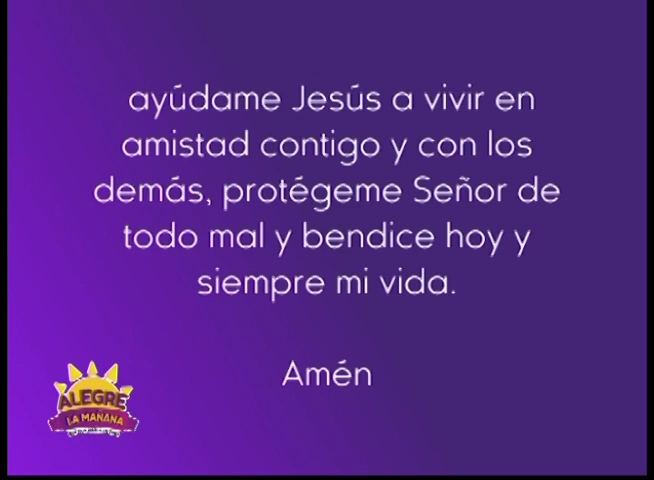 ayúdame Jesús a vivir en
amistad contigo y con los
demás, protégeme Señor de
todo mal y bendice hoy y
siempre mi vida.
Amén
ALEGRE
LA MAÑANA